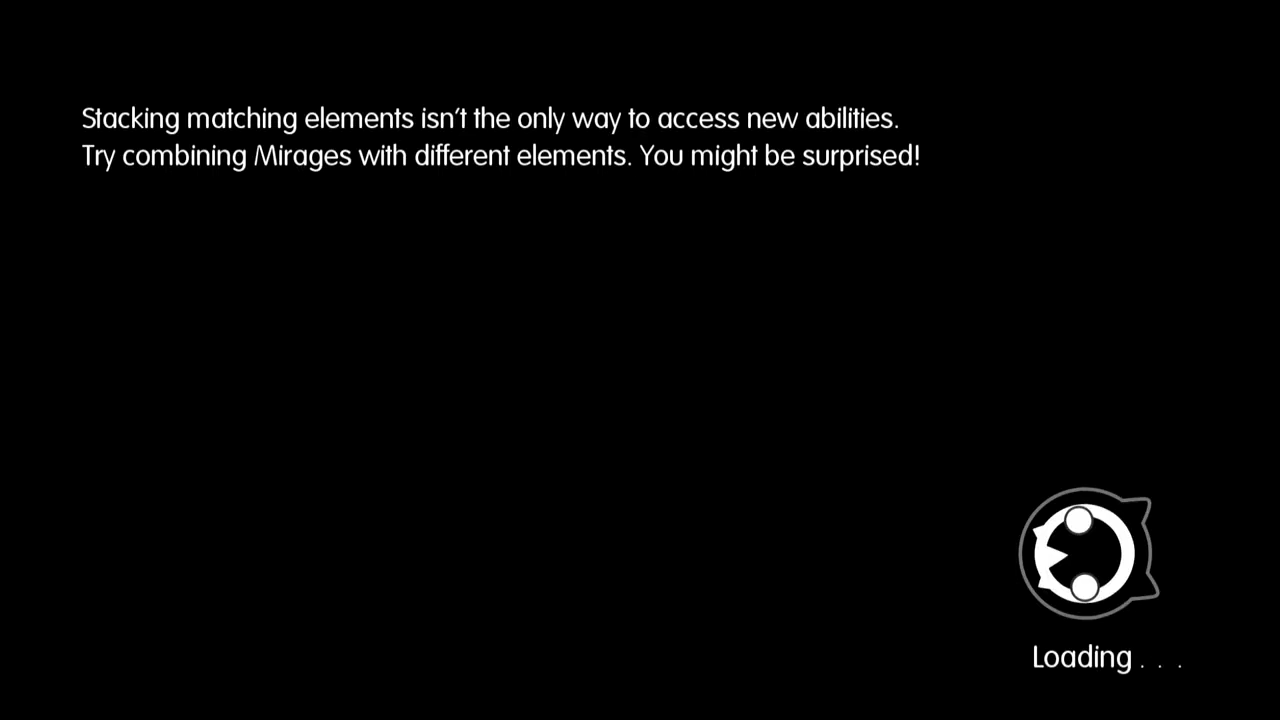 Stacking matching elements isn't the only way to access new abilities.
Try combining Mirages with different elements. You might be surprised!
Loading . . .